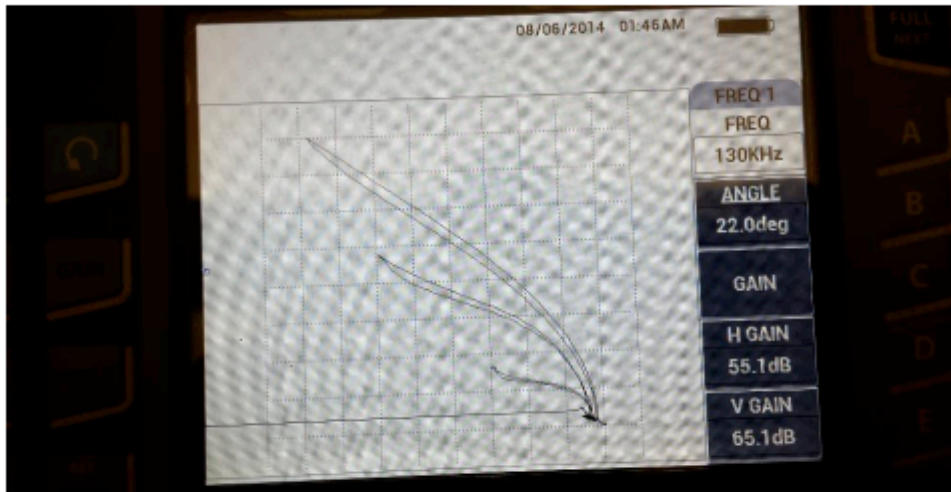 08/06/2014 01:46AM
FULL
NEXT
FREQ 1
FREQ
130KHz
ANGLE
22.0deg
GAIN
H GAIN
55.1dB
V GAIN
65.1dB
A
B
C
D
E
GAIN